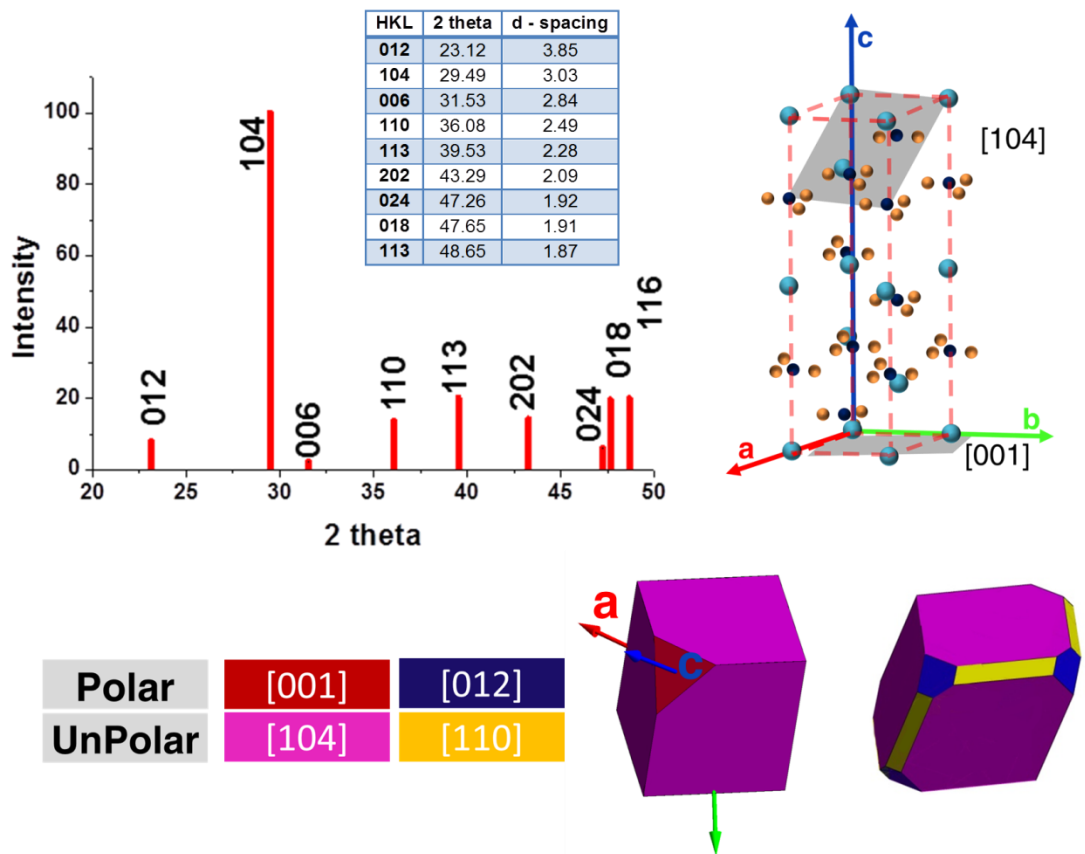 HKL 2 theta d - spacing
012 23.12 3.85
104 29.49 3.03
006 31.53 2.84
110 36.08 2.49
113 39.53 2.28
202 43.29 2.09
024 47.26 1.92
018 47.65 1.91
113 48.65 1.87
Intensity
100
80
60
40
20
0
012
104
006
110
113
202
024
018
116
20 25 30 35 40 45 50
2 theta
c
[104]
b
a
[001]
Polar [001] [012]
UnPolar [104] [110]
a
c